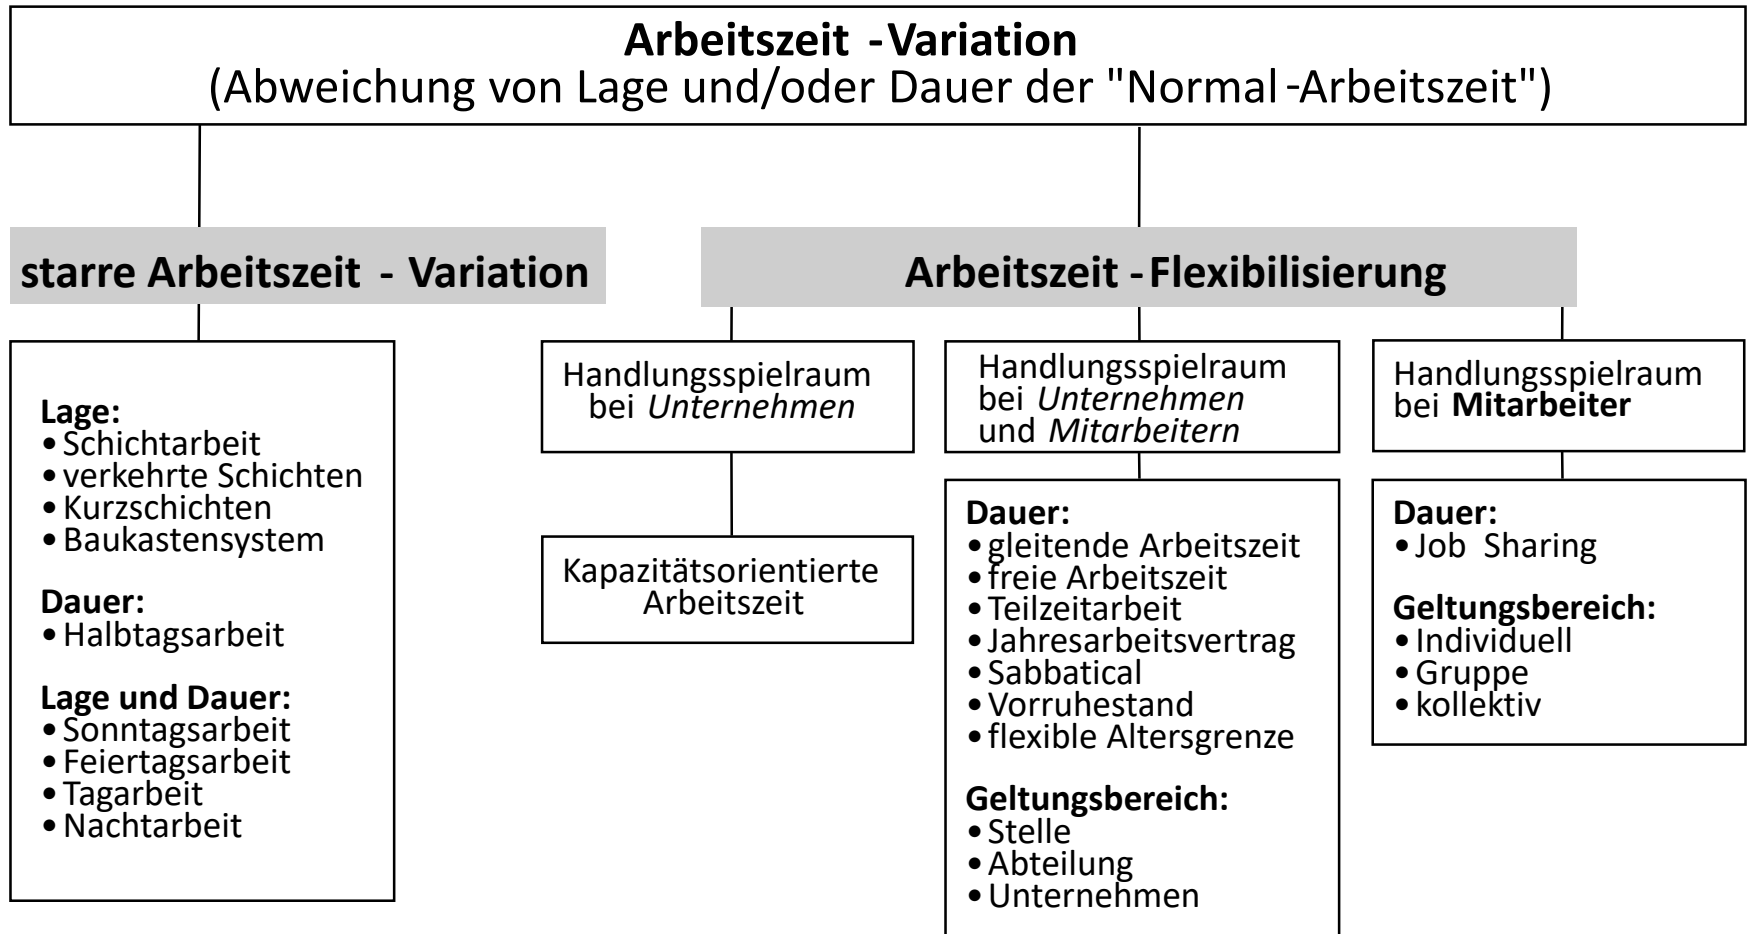 Arbeitszeit - Variation
(Abweichung von Lage und/oder Dauer der "Normal-Arbeitszeit")
starre Arbeitszeit - Variation
Lage:
• Schichtarbeit
• verkehrte Schichten
• Kurzschichten
• Baukastensystem
Dauer:
• Halbtagsarbeit
Lage und Dauer:
• Sonntagsarbeit
• Feiertagsarbeit
• Tagarbeit
• Nachtarbeit
Arbeitszeit - Flexibilisierung
Handlungsspielraum
bei Unternehmen
Kapazitätsorientierte
Arbeitszeit
Handlungsspielraum
bei Unternehmen
und Mitarbeitern
Dauer:
• gleitende Arbeitszeit
• freie Arbeitszeit
• Teilzeitarbeit
• Jahresarbeitsvertrag
• Sabbatical
• Vorruhestand
• flexible Altersgrenze
Geltungsbereich:
• Stelle
• Abteilung
• Unternehmen
Handlungsspielraum
bei Mitarbeiter
Dauer:
• Job Sharing
Geltungsbereich:
• Individuell
• Gruppe
• kollektiv